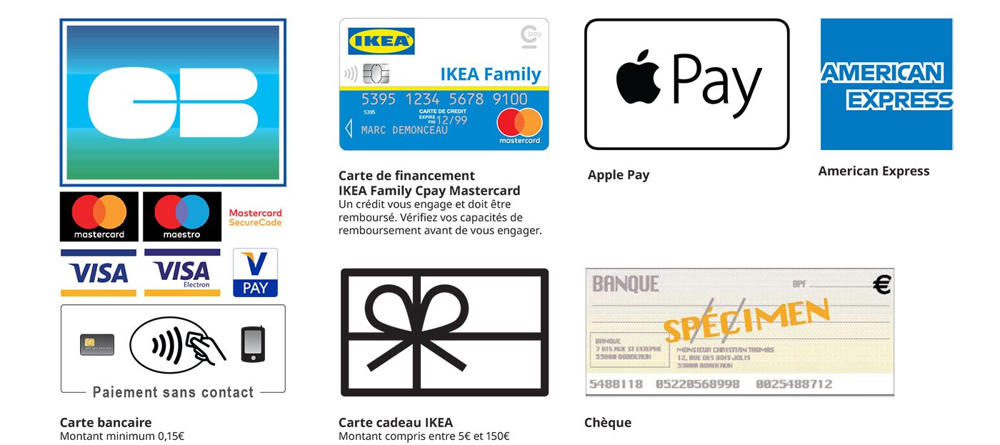 CB
mastercard
maestro
Mastercard
SecureCode
VISA
VISA
Electron
V
PAY
Paiement sans contact
Carte bancaire
Montant minimum 0,15€
IKEA
pay
IKEA Family
5395 1234 5678 9100
5395
CARTE DE CREDIT
EXPIRE
FIN 12/99
MARC DEMONCEAU
mastercard
Carte de financement
IKEA Family Cpay Mastercard
Un crédit vous engage et doit être
remboursé. Vérifiez vos capacités de
remboursement avant de vous engager.
Pay
Apple Pay
AMERICAN
EXPRESS
American Express
Carte cadeau IKEA
Montant compris entre 5€ et 150€
BANQUE
BPF
€
SPÉCIMEN
BANQUE
7 BIS RUE ST ESTEPHE
33000 BORDEAUX
MONSIEUR CHRISTIAN THOMAS
12, RUE DES BOIS JOLIS
33000 BORDEAUX
5488118 05220568998 0025488712
Chèque